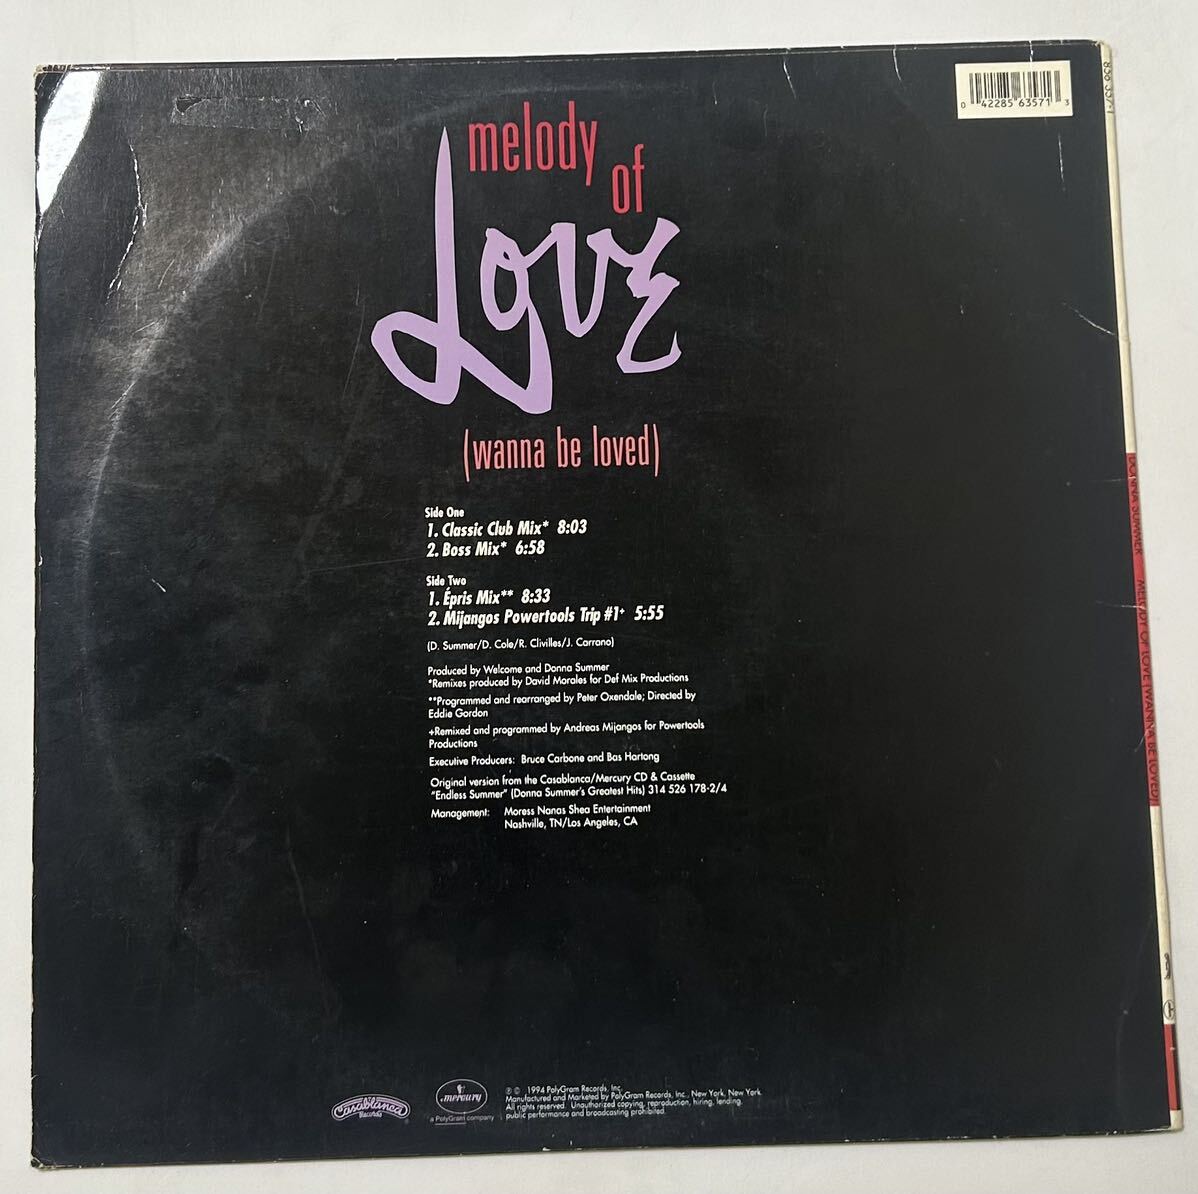 856 357-1
0 42285 63571 3
melody
of
Love
(wanna be loved)
Side One
1. Classic Club Mix* 8:03
2. Boss Mix* 6:58
Side Two
1. Épris Mix** 8:33
2. Mijangos Powertools Trip #1+ 5:55
(D. Summer/D. Cole/R. Clivilles/J. Carrano)
Produced by Welcome and Donna Summer
*Remixes produced by David Morales for Def Mix Productions
**Programmed and rearranged by Peter Oxendale; Directed by
Eddie Gordon
+Remixed and programmed by Andreas Mijangos for Powertools
Productions
Executive Producers: Bruce Carbone and Bas Hartong
Original version from the Casablanca/Mercury CD & Cassette
"Endless Summer" (Donna Summer's Greatest Hits) 314 526 178-2/4
Management: Moress Nanas Shea Entertainment
Nashville, TN/Los Angeles, CA
DONNA SUMMER MELODY OF LOVE (WANNA BE LOVED)
Casablanca
Records
mercury
a PolyGram company
℗ © 1994 PolyGram Records, Inc.
Manufactured and Marketed by PolyGram Records, Inc., New York, New York.
All rights reserved. Unauthorized copying, reproduction, hiring, lending,
public performance and broadcasting prohibited.